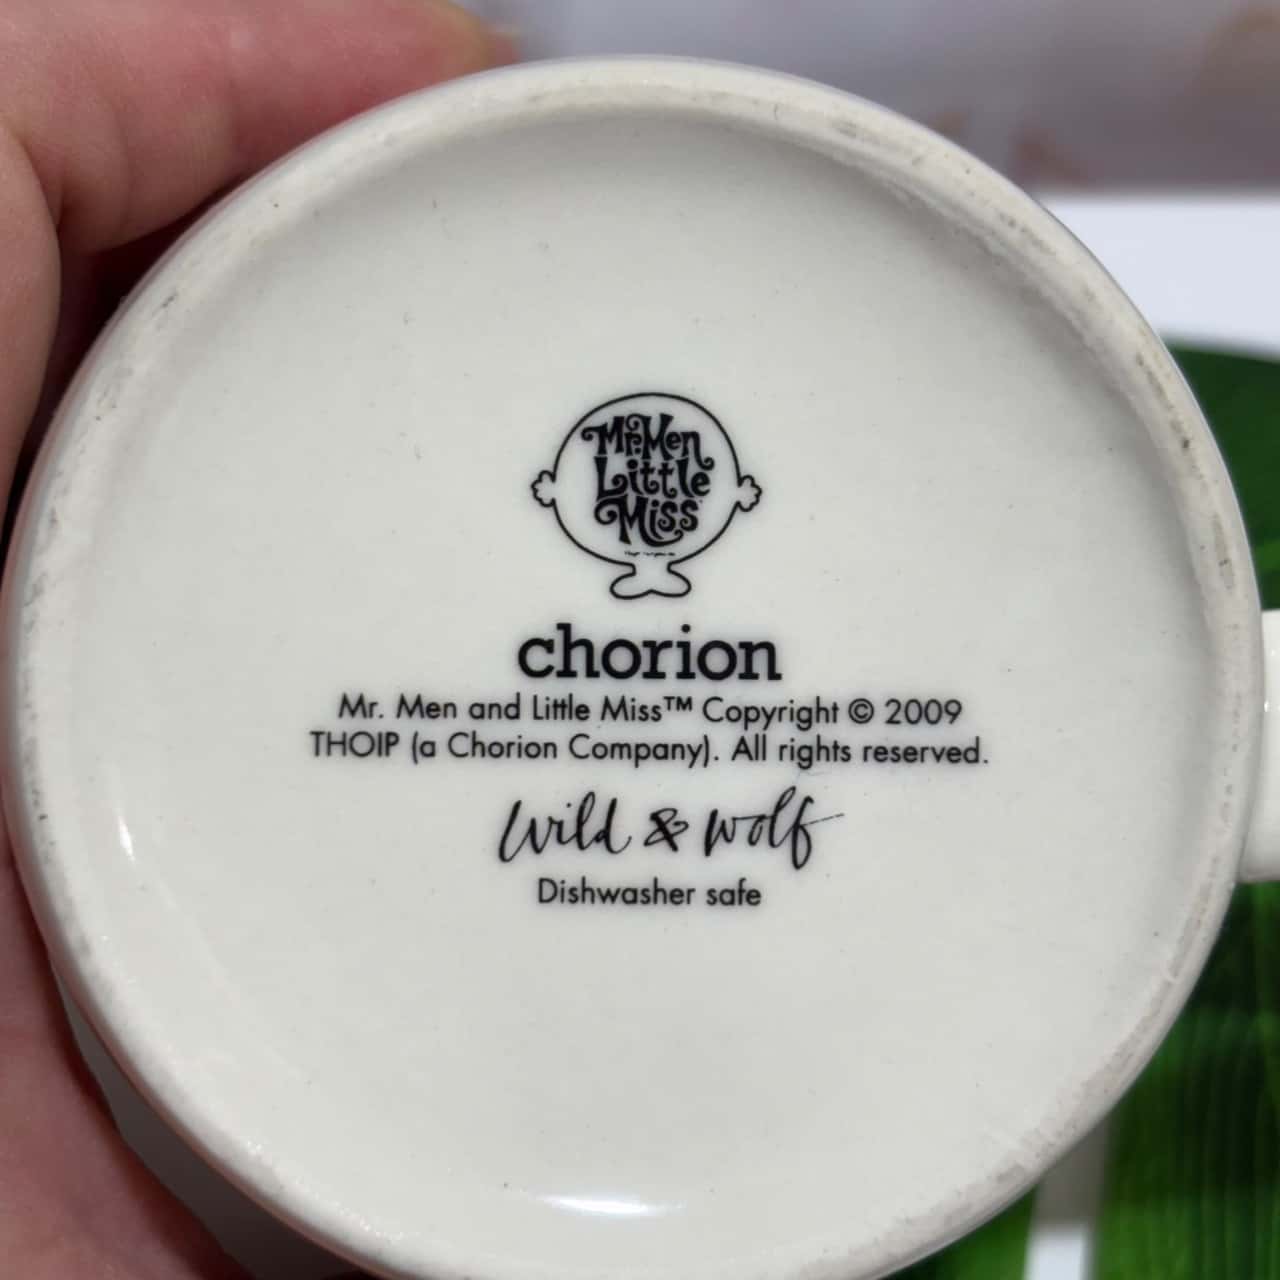 Mr. Men
Little
Miss
chorion
Mr. Men and Little Miss™ Copyright © 2009
THOIP (a Chorion Company). All rights reserved.
wild & wolf
Dishwasher safe